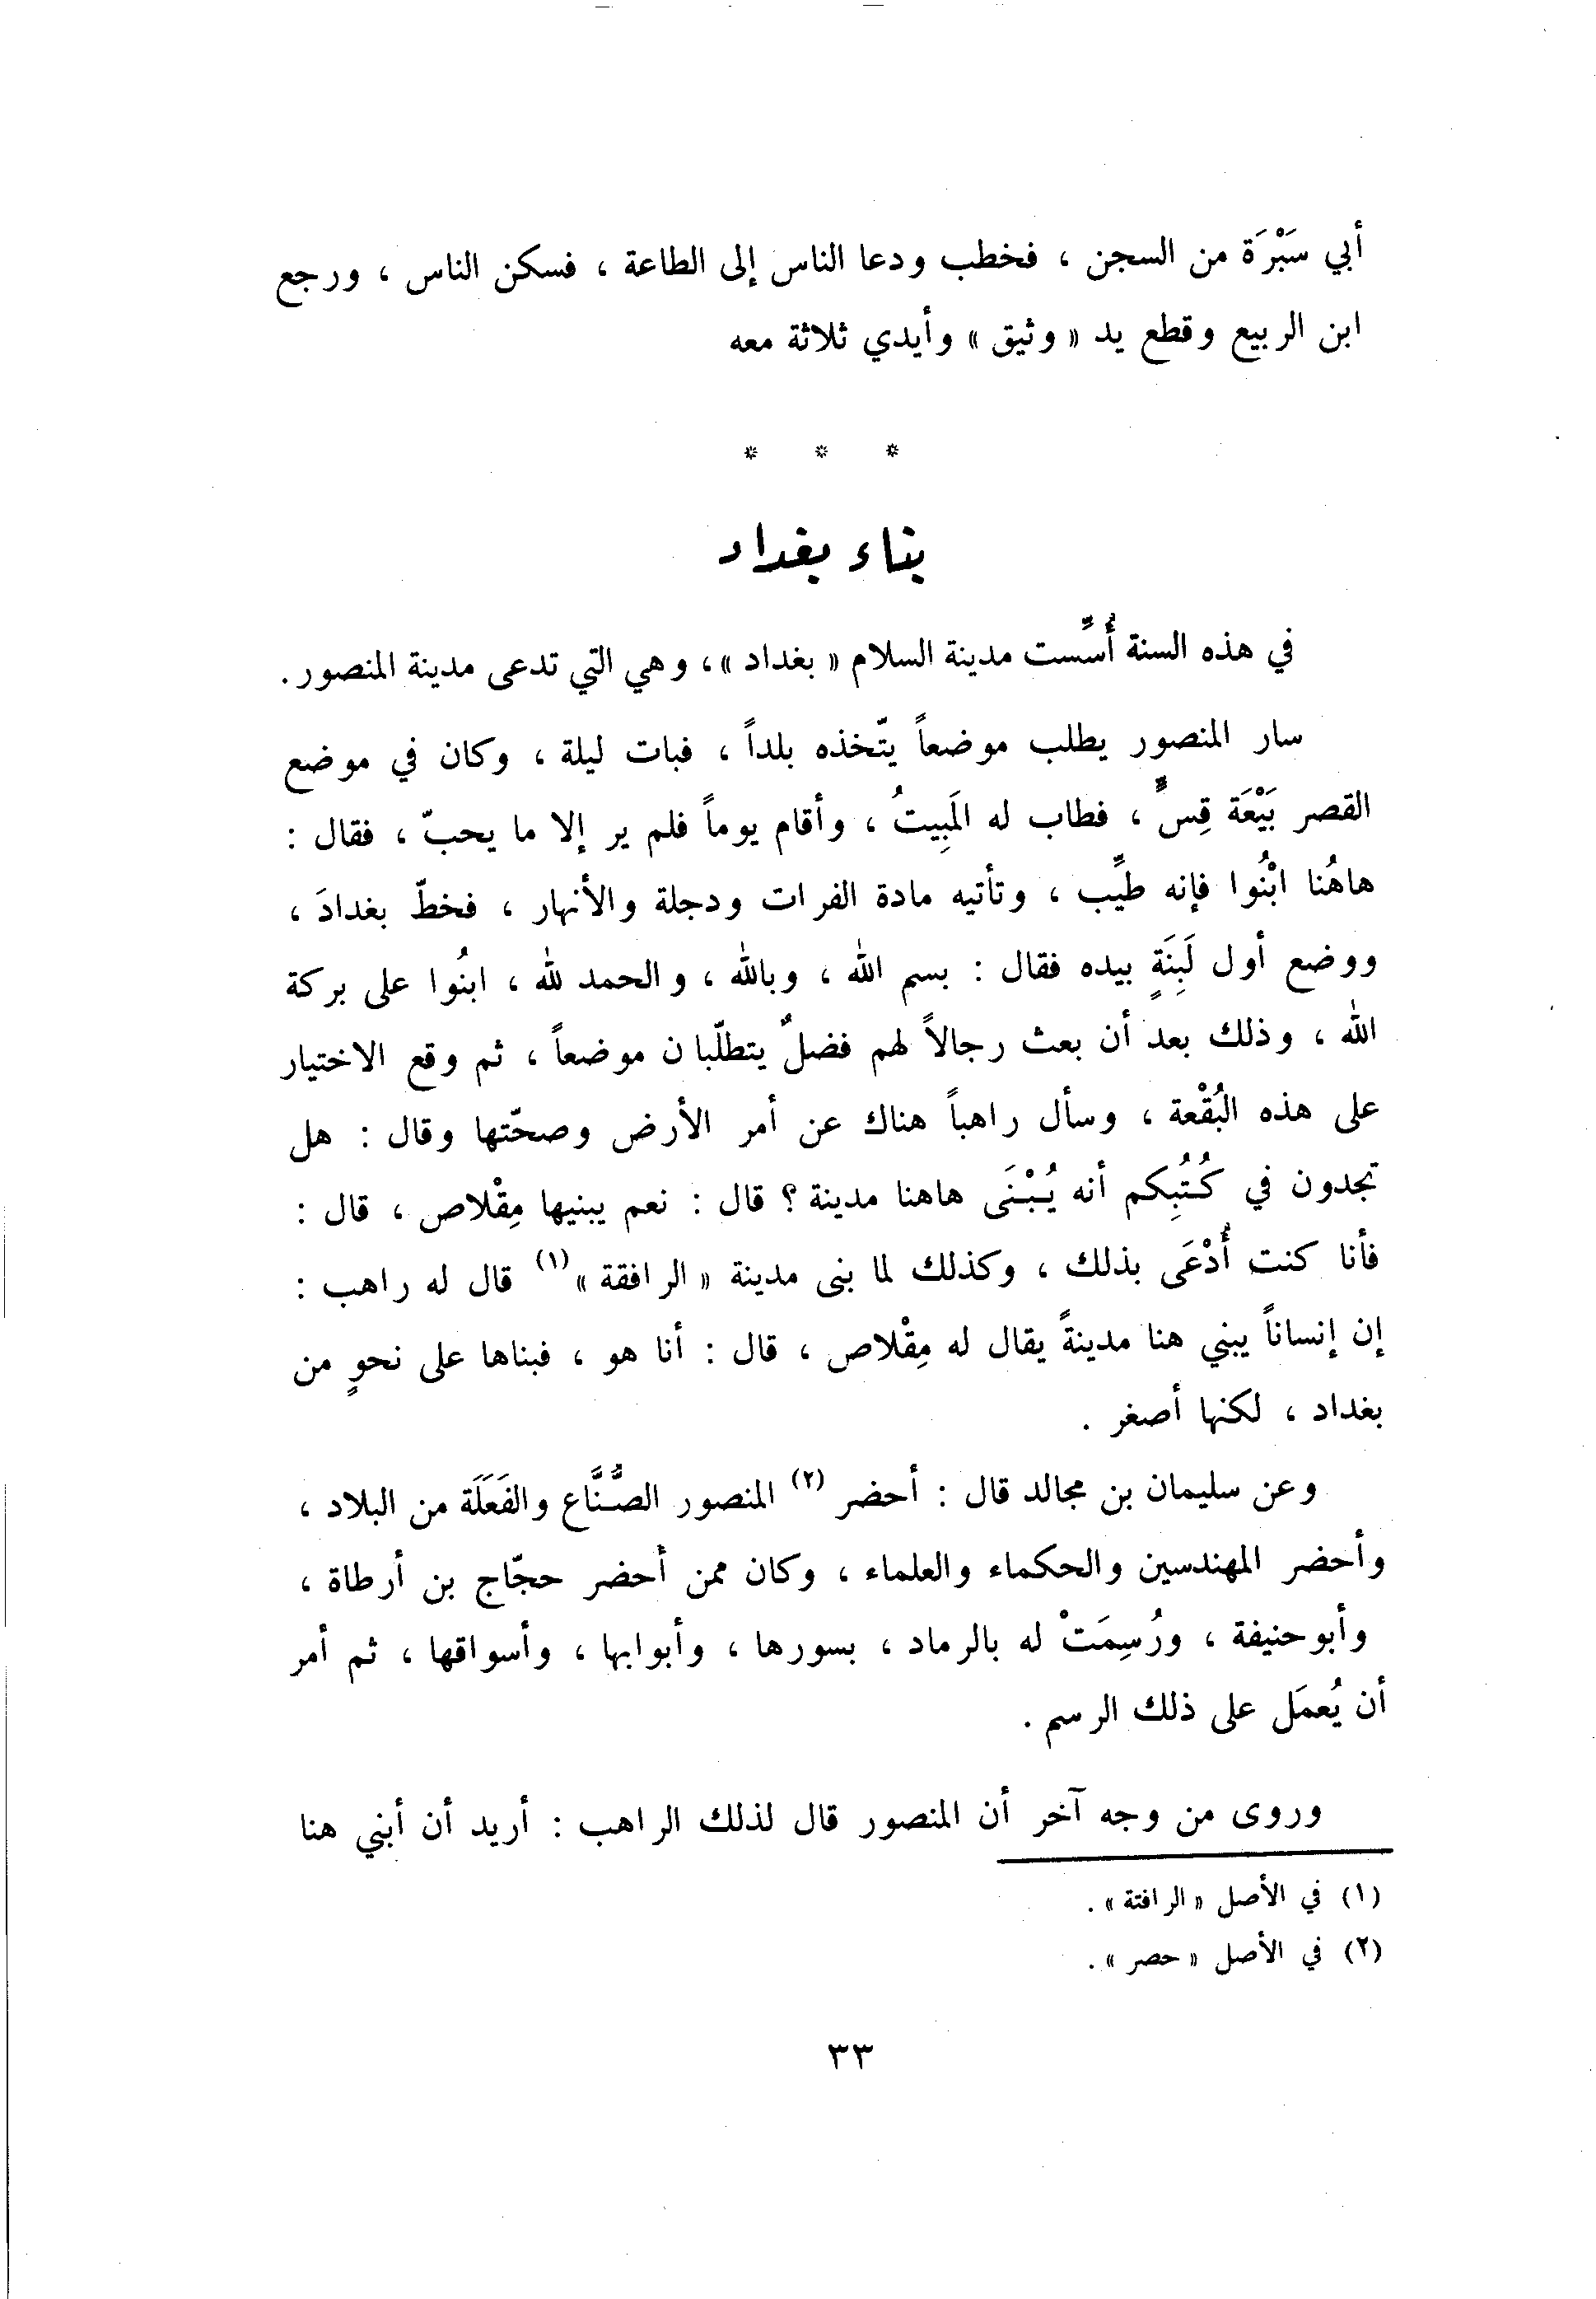 أبي سَبْرَة من السجن ، فخطب ودعا الناس إلى الطاعة ، فسكن الناس ، ورجع
ابن الربيع وقطع يد « وثيق » وأيدي ثلاثة معه
* * *
بناء بغداد
في هذه السنة أُسِّست مدينة السلام « بغداد »، وهي التي تدعى مدينة المنصور.
سار المنصور يطلب موضعاً يتّخذه بلداً ، فبات ليلة ، وكان في موضع
القصر بَيْعَة قِسٍّ ، فطاب له المَبِيتُ ، وأقام يوماً فلم ير إلا ما يحبّ ، فقال :
هاهُنا ابْنُوا فإنه طيِّب ، وتأتيه مادة الفرات ودجلة والأنهار ، فخطّ بغدادَ ،
ووضع أول لَبِنَةٍ بيده فقال : بسم الله ، وبالله ، والحمد لله ، ابنُوا على بركة
الله ، وذلك بعد أن بعث رجالاً لهم فضلٌ يتطلّبان موضعاً ، ثم وقع الاختيار
على هذه البُقْعة ، وسأل راهباً هناك عن أمر الأرض وصحّتها وقال : هل
تجدون في كُتُبِكم أنه يُبْنَى هاهنا مدينة ؟ قال : نعم يبنيها مِقْلاص ، قال :
فأنا كنت أُدْعَى بذلك ، وكذلك لما بنى مدينة « الرافقة »(١) قال له راهب :
إن إنساناً يبني هنا مدينةً يقال له مِقْلاص ، قال : أنا هو ، فبناها على نحوٍ من
بغداد ، لكنها أصغر .
وعن سليمان بن مجالد قال : أحضر (٢) المنصور الصُّنَّاع والفَعَلَة من البلاد ،
وأحضر المهندسين والحكماء والعلماء ، وكان ممن أحضر حجّاج بن أرطاة ،
وأبو حنيفة ، ورُسِمَتْ له بالرماد ، بسورها ، وأبوابها ، وأسواقها ، ثم أمر
أن يُعمَل على ذلك الرسم .
وروى من وجه آخر أن المنصور قال لذلك الراهب : أريد أن أبني هنا
(١) في الأصل « الرافتة » .
(٢) في الأصل « حصر » .
٣٣